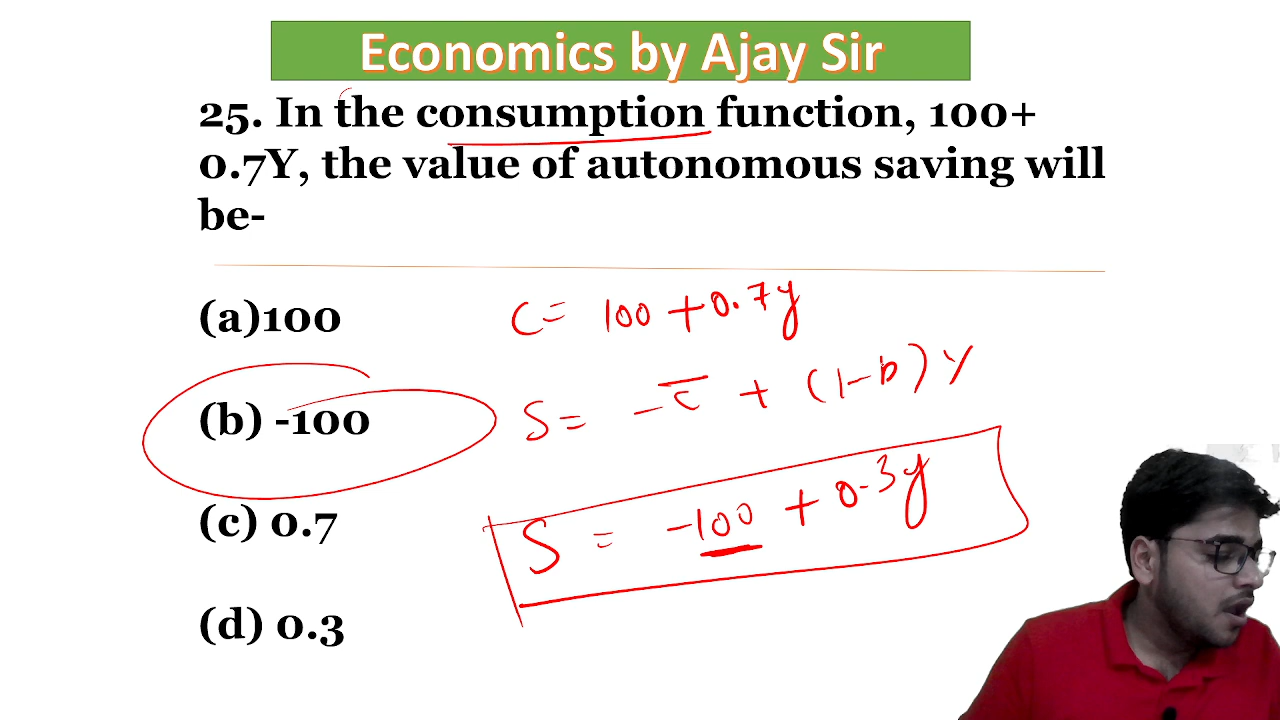 Economics by Ajay Sir
25. In the consumption function, 100+
0.7Y, the value of autonomous saving will
be-
(a)100
C = 100 + 0.7y
(b) -100
S = - c̅ + (1-b) Y
(c) 0.7
S = -100 + 0.3y
(d) 0.3